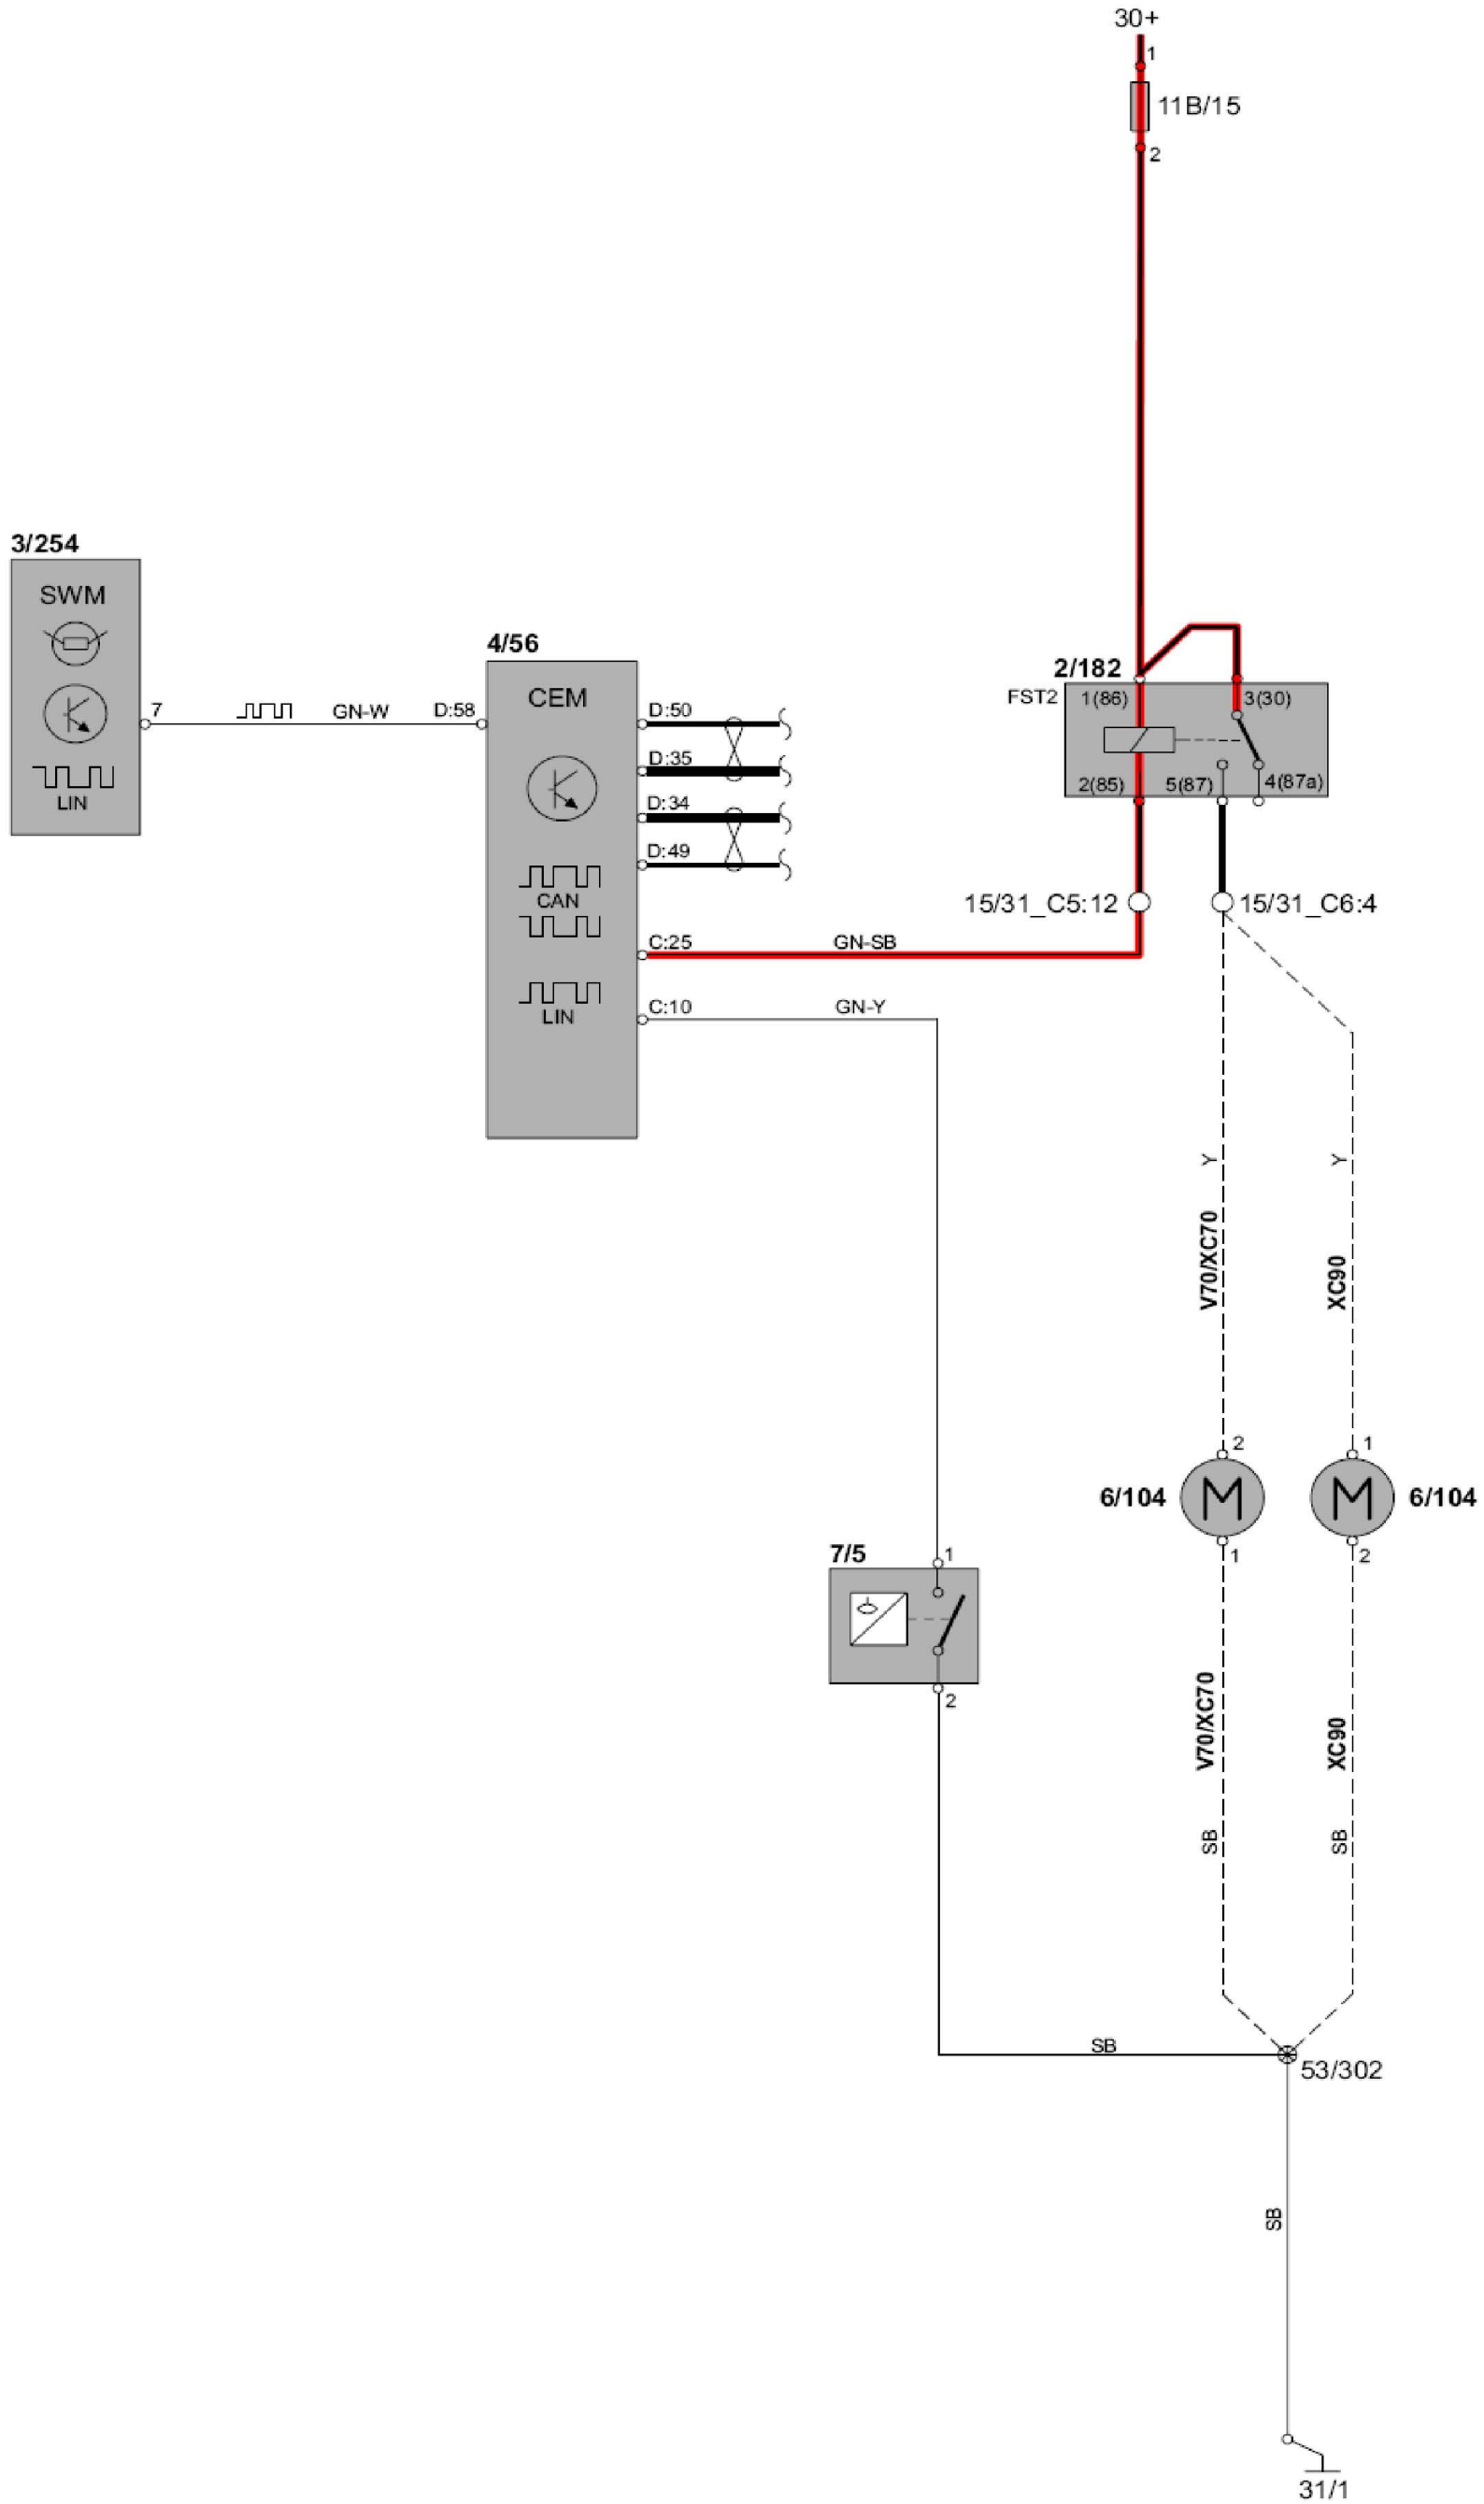 30+
1
11B/15
2
3/254
SWM
LIN
7
GN-W
D:58
4/56
CEM
CAN
LIN
D:50
D:35
D:34
D:49
C:25
GN-SB
C:10
GN-Y
2/182
FST2
1(86)
3(30)
2(85)
5(87)
4(87a)
15/31_C5:12
15/31_C6:4
Y
Y
V70/XC70
XC90
2
1
6/104
M
M
6/104
1
2
7/5
1
2
V70/XC70
XC90
SB
SB
SB
53/302
SB
31/1